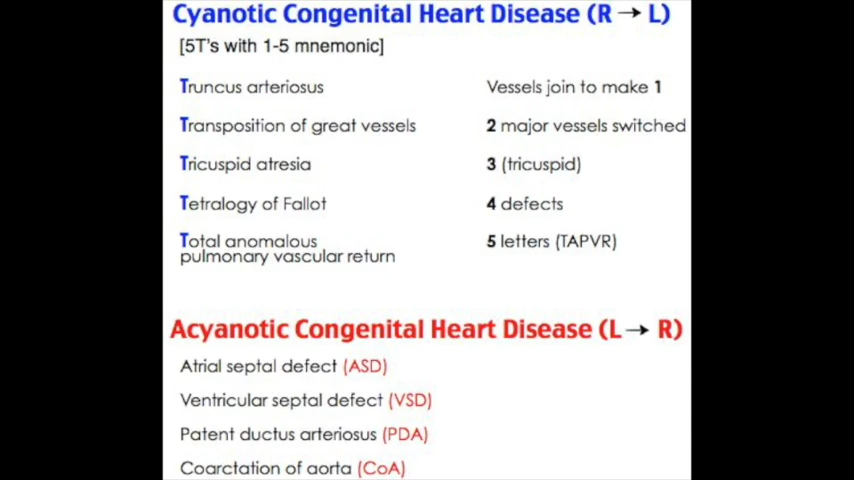 Cyanotic Congenital Heart Disease (R → L)
[5T's with 1-5 mnemonic]
Truncus arteriosus Vessels join to make 1
Transposition of great vessels 2 major vessels switched
Tricuspid atresia 3 (tricuspid)
Tetralogy of Fallot 4 defects
Total anomalous 5 letters (TAPVR)
pulmonary vascular return
Acyanotic Congenital Heart Disease (L → R)
Atrial septal defect (ASD)
Ventricular septal defect (VSD)
Patent ductus arteriosus (PDA)
Coarctation of aorta (CoA)